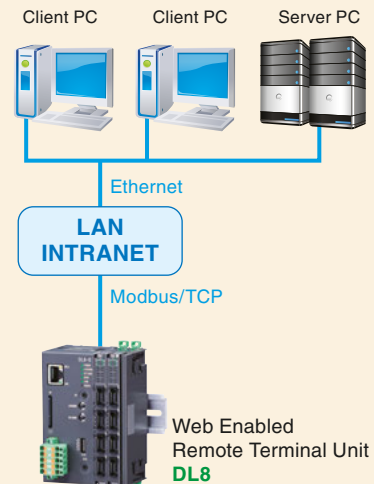 Client PC Client PC Server PC
Ethernet
LAN
INTRANET
Modbus/TCP
Web Enabled
Remote Terminal Unit
DL8